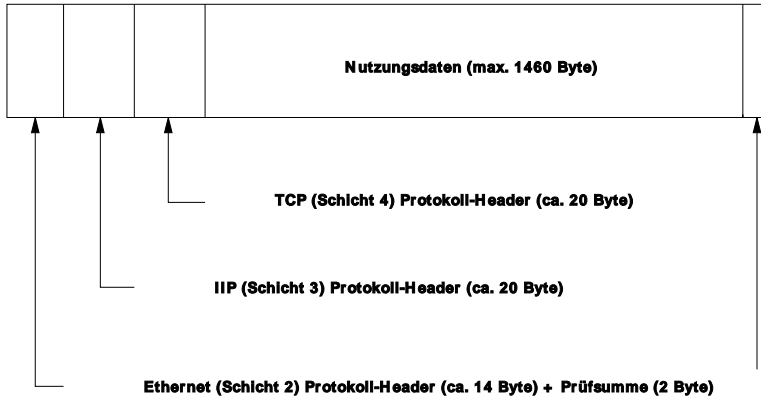 Nutzungsdaten (max. 1460 Byte)
TCP (Schicht 4) Protokoll-Header (ca. 20 Byte)
IIP (Schicht 3) Protokoll-Header (ca. 20 Byte)
Ethernet (Schicht 2) Protokoll-Header (ca. 14 Byte) + Prüfsumme (2 Byte)